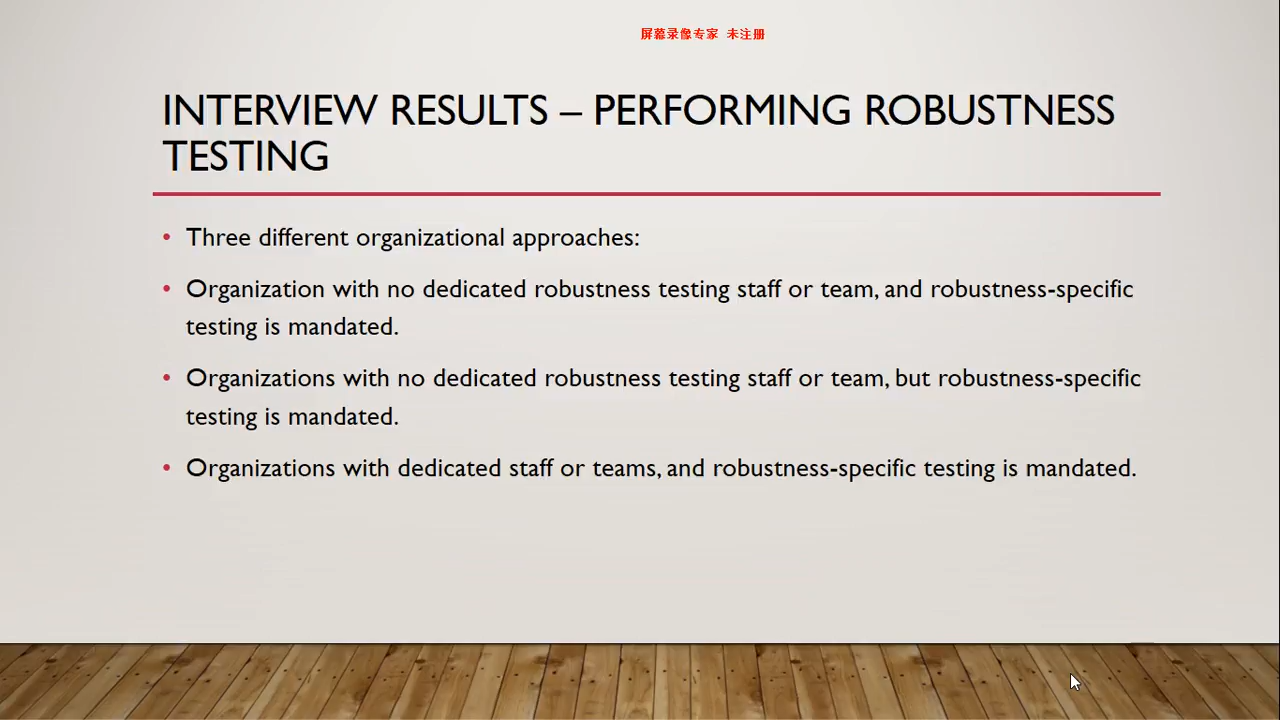 屏幕录像专家 未注册
INTERVIEW RESULTS – PERFORMING ROBUSTNESS
TESTING
• Three different organizational approaches:
• Organization with no dedicated robustness testing staff or team, and robustness-specific
testing is mandated.
• Organizations with no dedicated robustness testing staff or team, but robustness-specific
testing is mandated.
• Organizations with dedicated staff or teams, and robustness-specific testing is mandated.